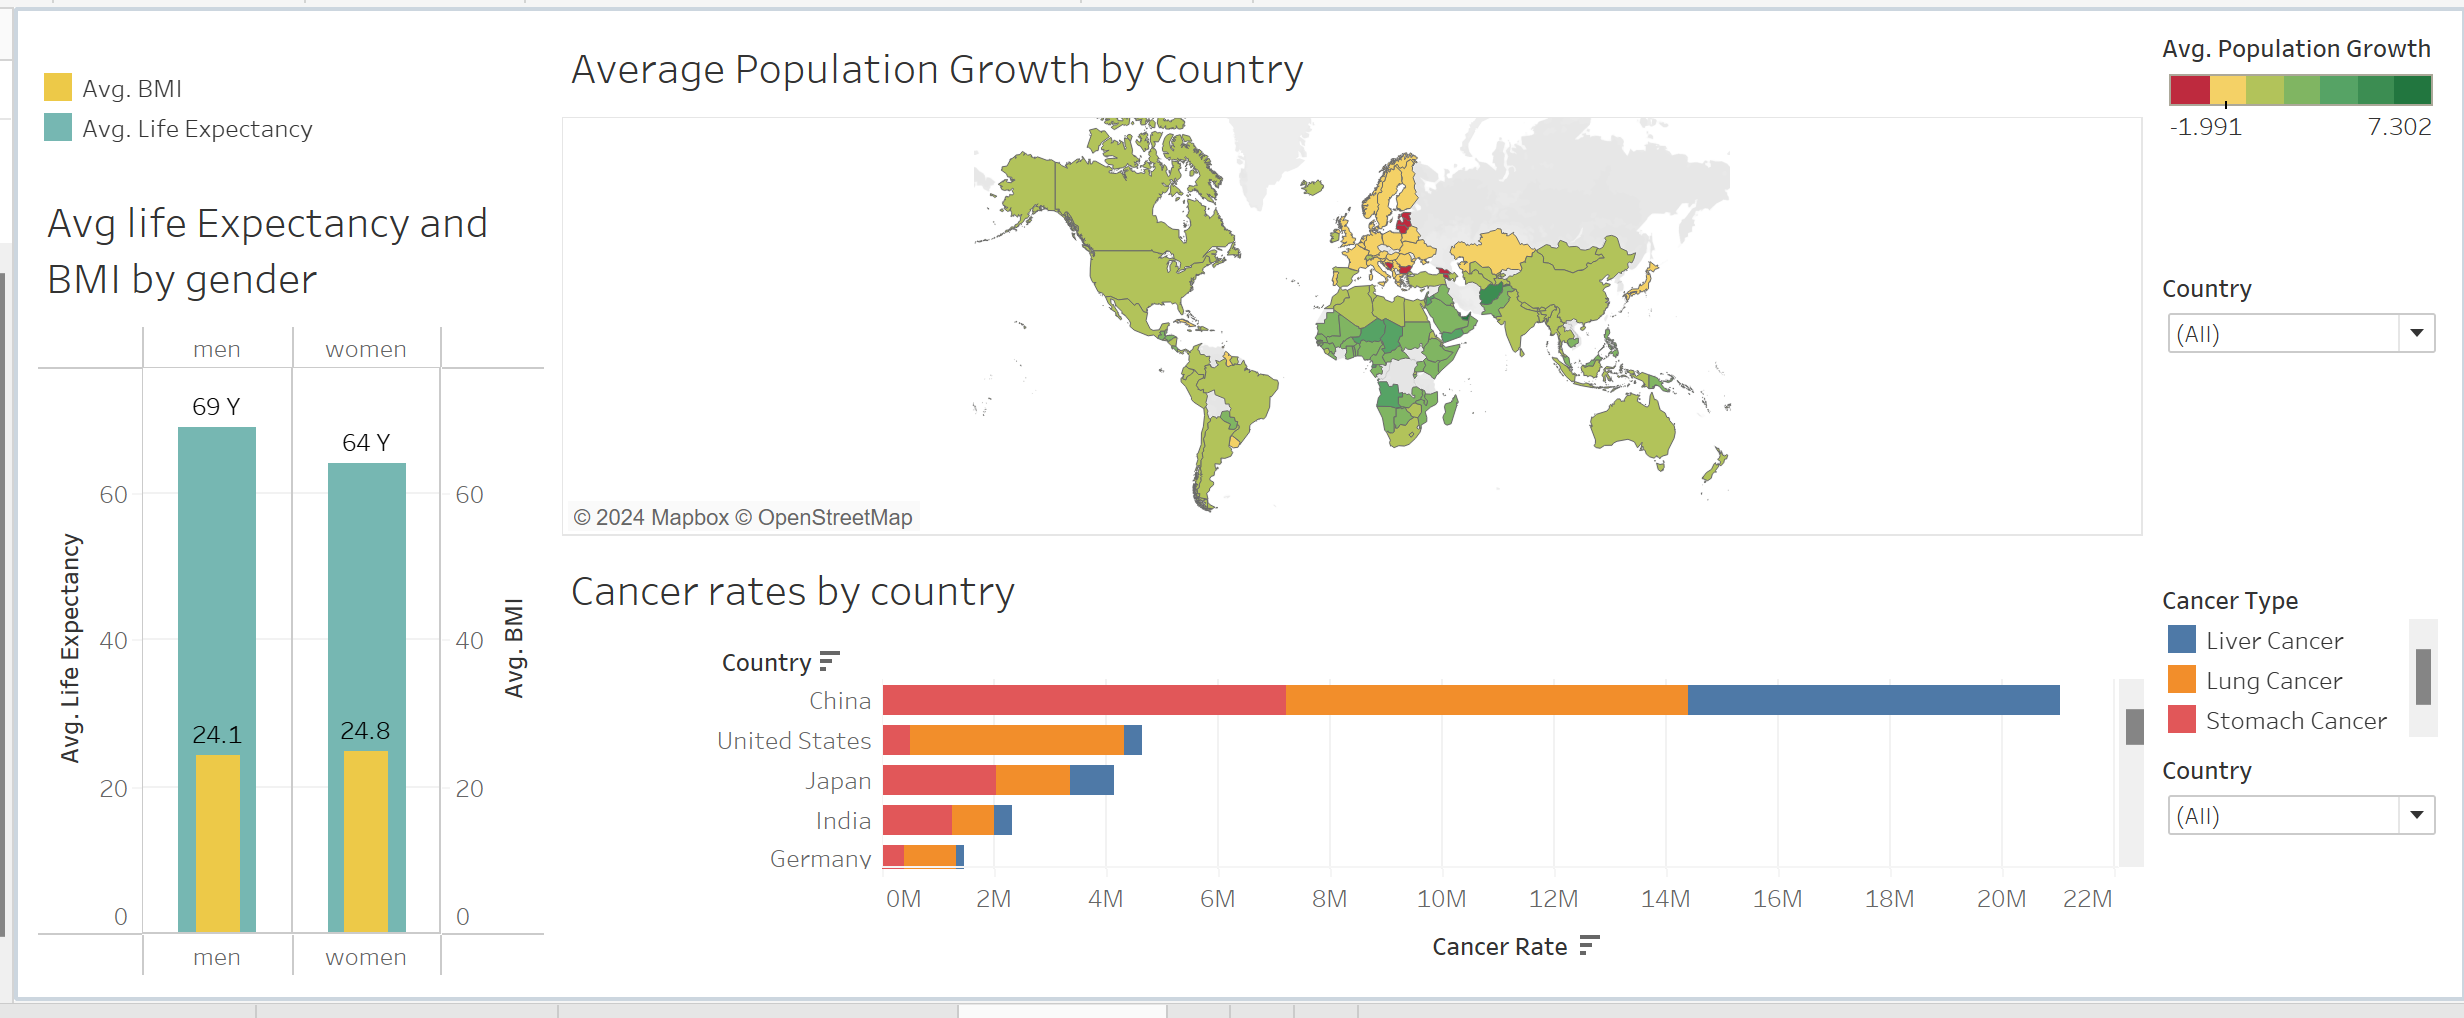 Avg. BMI
Avg. Life Expectancy
Avg life Expectancy and
BMI by gender
men women
69 Y
64 Y
24.1
24.8
60
40
20
0
Avg. Life Expectancy
60
40
20
0
Avg. BMI
men women
Average Population Growth by Country
© 2024 Mapbox © OpenStreetMap
Avg. Population Growth
-1.991 7.302
Country
(All)
Cancer rates by country
Country
China
United States
Japan
India
Germany
0M 2M 4M 6M 8M 10M 12M 14M 16M 18M 20M 22M
Cancer Rate
Cancer Type
Liver Cancer
Lung Cancer
Stomach Cancer
Country
(All)